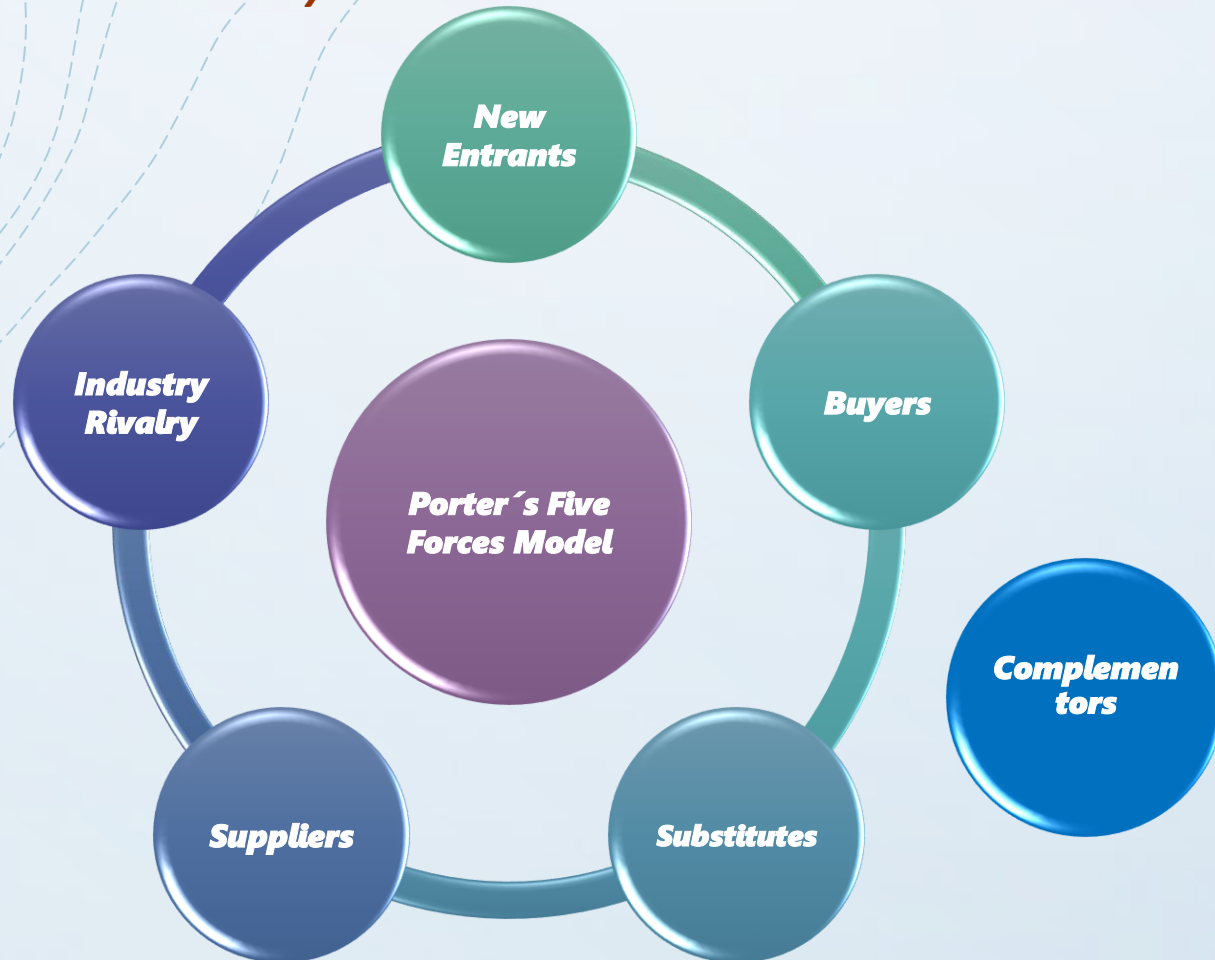 New
Entrants
Industry
Rivalry
Buyers
Porter´s Five
Forces Model
Complemen
tors
Suppliers
Substitutes